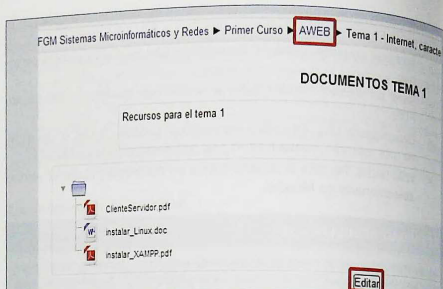 FGM Sistemas Microinformáticos y Redes ► Primer Curso ► AWEB ► Tema 1 - Internet, caracte
DOCUMENTOS TEMA 1
Recursos para el tema 1
ClienteServidor.pdf
instalar_Linux.doc
instalar_XAMPP.pdf
Editar